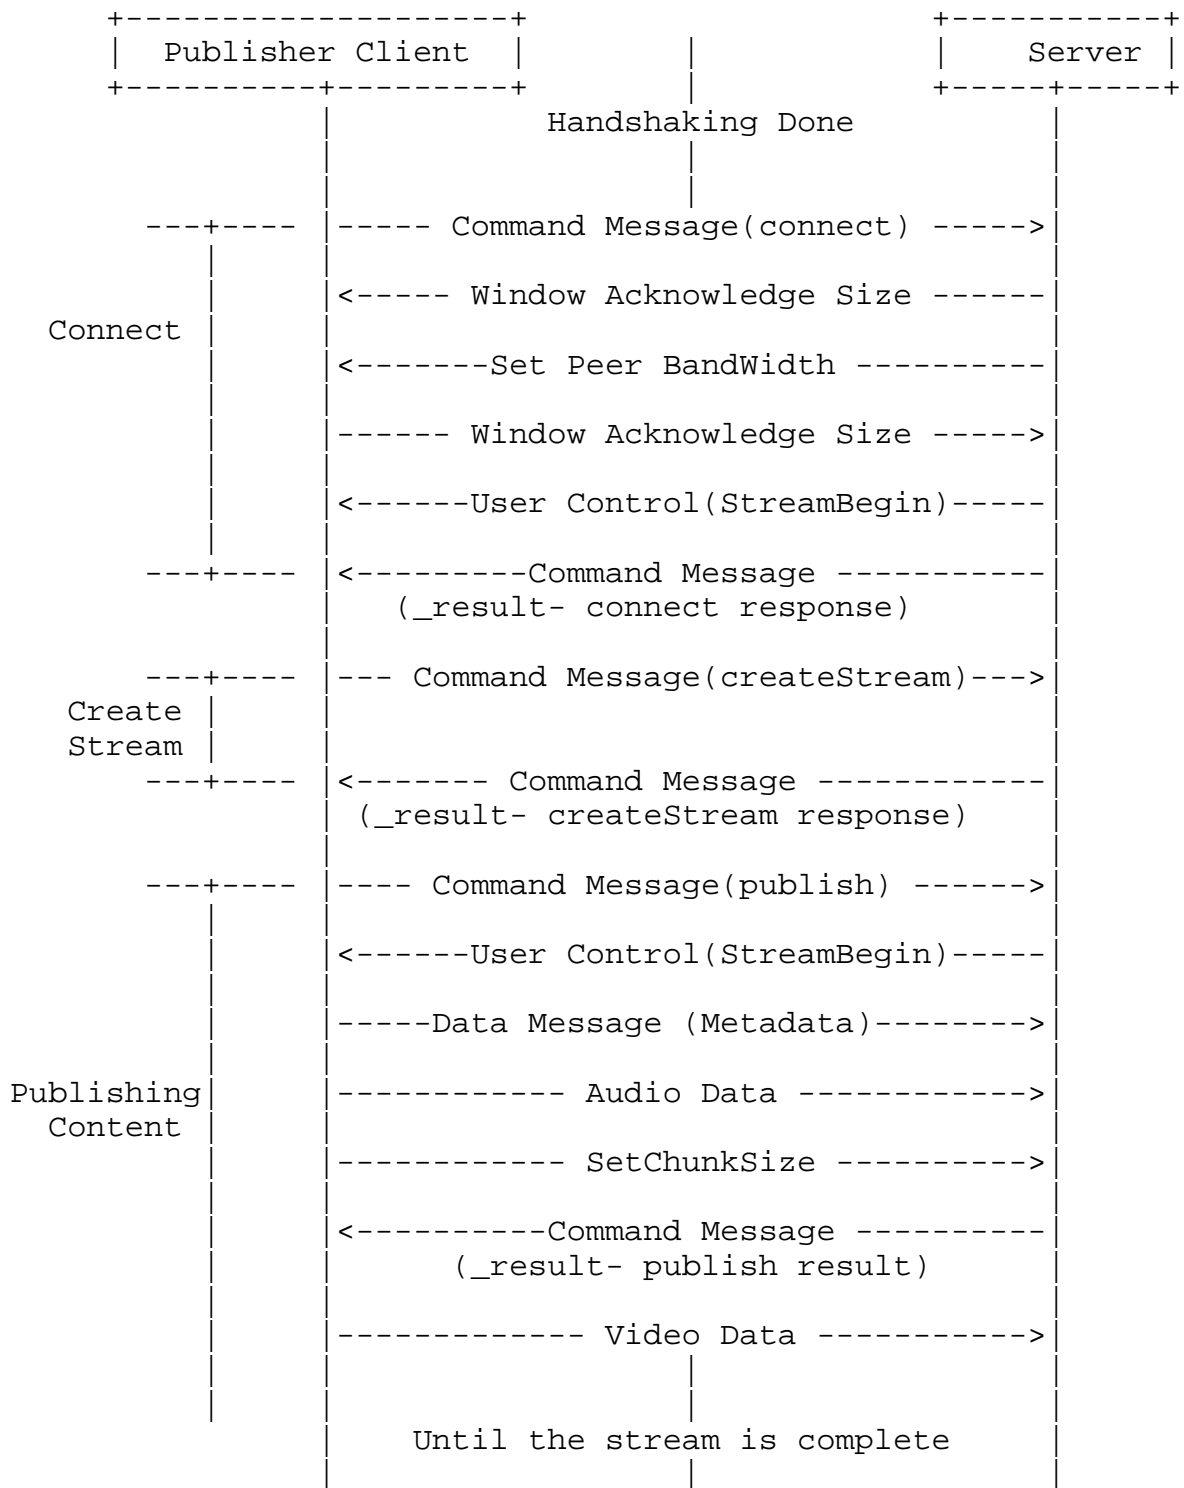 Publisher Client Server
Handshaking Done
Command Message(connect)
Window Acknowledge Size
Connect
Set Peer BandWidth
Window Acknowledge Size
User Control(StreamBegin)
Command Message
(_result- connect response)
Command Message(createStream)
Create
Stream
Command Message
(_result- createStream response)
Command Message(publish)
User Control(StreamBegin)
Data Message (Metadata)
Publishing Audio Data
Content
SetChunkSize
Command Message
(_result- publish result)
Video Data
Until the stream is complete